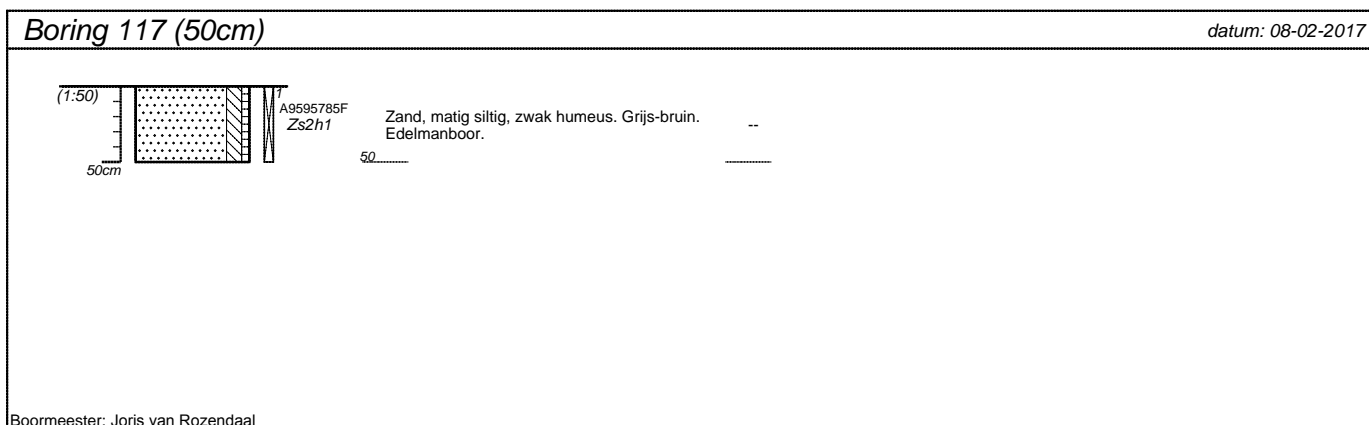 Boring 117 (50cm)
datum: 08-02-2017
(1:50)
1
A9595785F
Zs2h1
Zand, matig siltig, zwak humeus. Grijs-bruin.
Edelmanboor.
--
50
50cm
Boormeester: Joris van Rozendaal